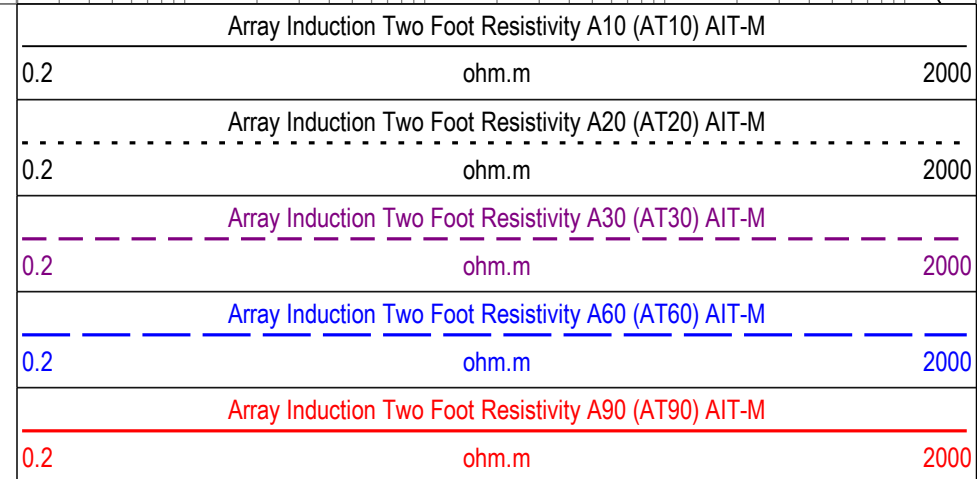 Array Induction Two Foot Resistivity A10 (AT10) AIT-M
0.2 ohm.m 2000
Array Induction Two Foot Resistivity A20 (AT20) AIT-M
0.2 ohm.m 2000
Array Induction Two Foot Resistivity A30 (AT30) AIT-M
0.2 ohm.m 2000
Array Induction Two Foot Resistivity A60 (AT60) AIT-M
0.2 ohm.m 2000
Array Induction Two Foot Resistivity A90 (AT90) AIT-M
0.2 ohm.m 2000